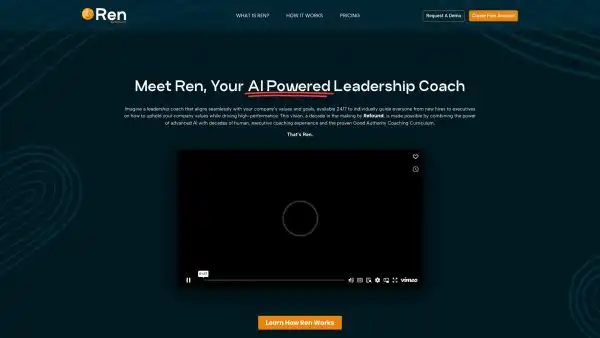 Ren
WHAT IS REN?
HOW IT WORKS
PRICING
Request A Demo
Create Free Account
Meet Ren, Your AI Powered Leadership Coach
Imagine a leadership coach that aligns seamlessly with your company's values and goals, available 24/7 to individually guide everyone from new hires to executives
on how to uphold your company values while driving high-performance. This vision, a decade in the making by Refound, is made possible by combining the power
of advanced AI with decades of human, executive coaching experience and the proven Good Authority Coaching Curriculum.
That's Ren.
vimeo
Learn How Ren Works